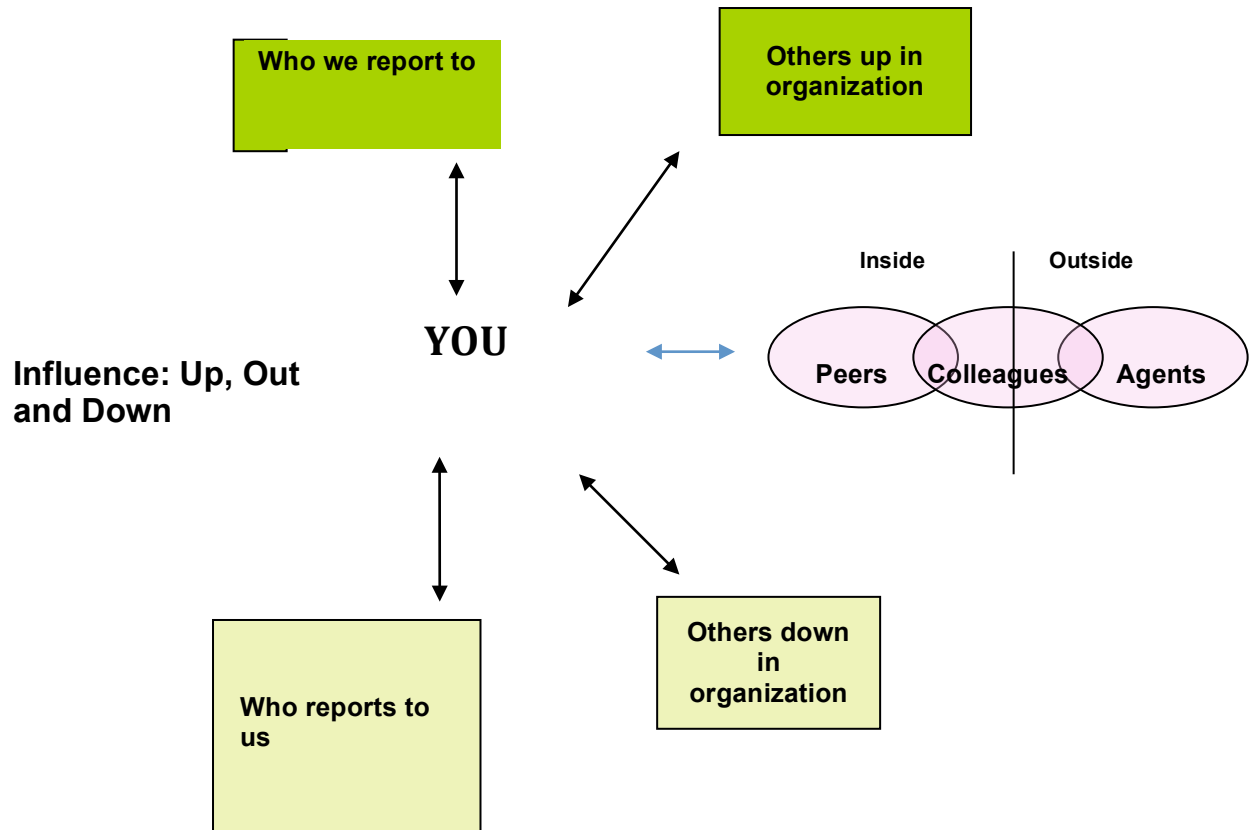 Who we report to
Others up in
organization
Inside
Outside
YOU
Influence: Up, Out
and Down
Peers
Colleagues
Agents
Others down
in
organization
Who reports to
us